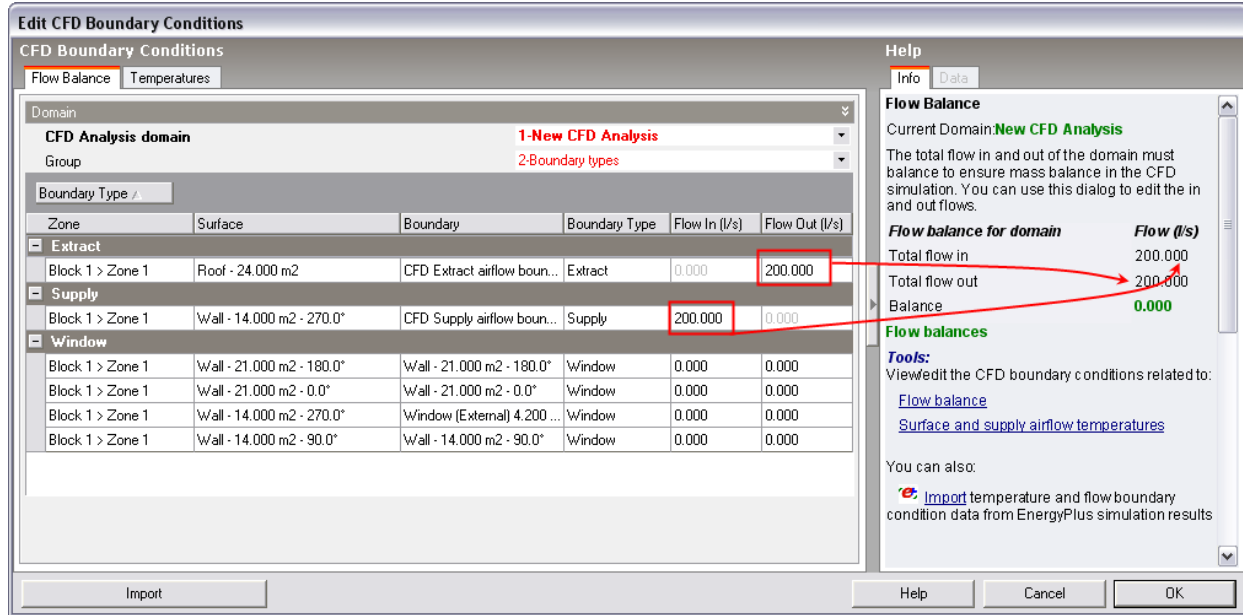 Edit CFD Boundary Conditions
CFD Boundary Conditions
Flow Balance Temperatures
Domain
CFD Analysis domain 1-New CFD Analysis
Group 2-Boundary types
Boundary Type
Zone Surface Boundary Boundary Type Flow In (l/s) Flow Out (l/s)
Extract
Block 1 > Zone 1 Roof - 24.000 m2 CFD Extract airflow boun... Extract 0.000 200.000
Supply
Block 1 > Zone 1 Wall - 14.000 m2 - 270.0° CFD Supply airflow boun... Supply 200.000 0.000
Window
Block 1 > Zone 1 Wall - 21.000 m2 - 180.0° Wall - 21.000 m2 - 180.0° Window 0.000 0.000
Block 1 > Zone 1 Wall - 21.000 m2 - 0.0° Wall - 21.000 m2 - 0.0° Window 0.000 0.000
Block 1 > Zone 1 Wall - 14.000 m2 - 270.0° Window (External) 4.200 ... Window 0.000 0.000
Block 1 > Zone 1 Wall - 14.000 m2 - 90.0° Wall - 14.000 m2 - 90.0° Window 0.000 0.000
Import
Help
Info Data
Flow Balance
Current Domain:New CFD Analysis
The total flow in and out of the domain must
balance to ensure mass balance in the CFD
simulation. You can use this dialog to edit the in
and out flows.
Flow balance for domain Flow (l/s)
Total flow in 200.000
Total flow out 200.000
Balance 0.000
Flow balances
Tools:
View/edit the CFD boundary conditions related to:
Flow balance
Surface and supply airflow temperatures
You can also:
Import temperature and flow boundary
condition data from EnergyPlus simulation results
Help Cancel OK